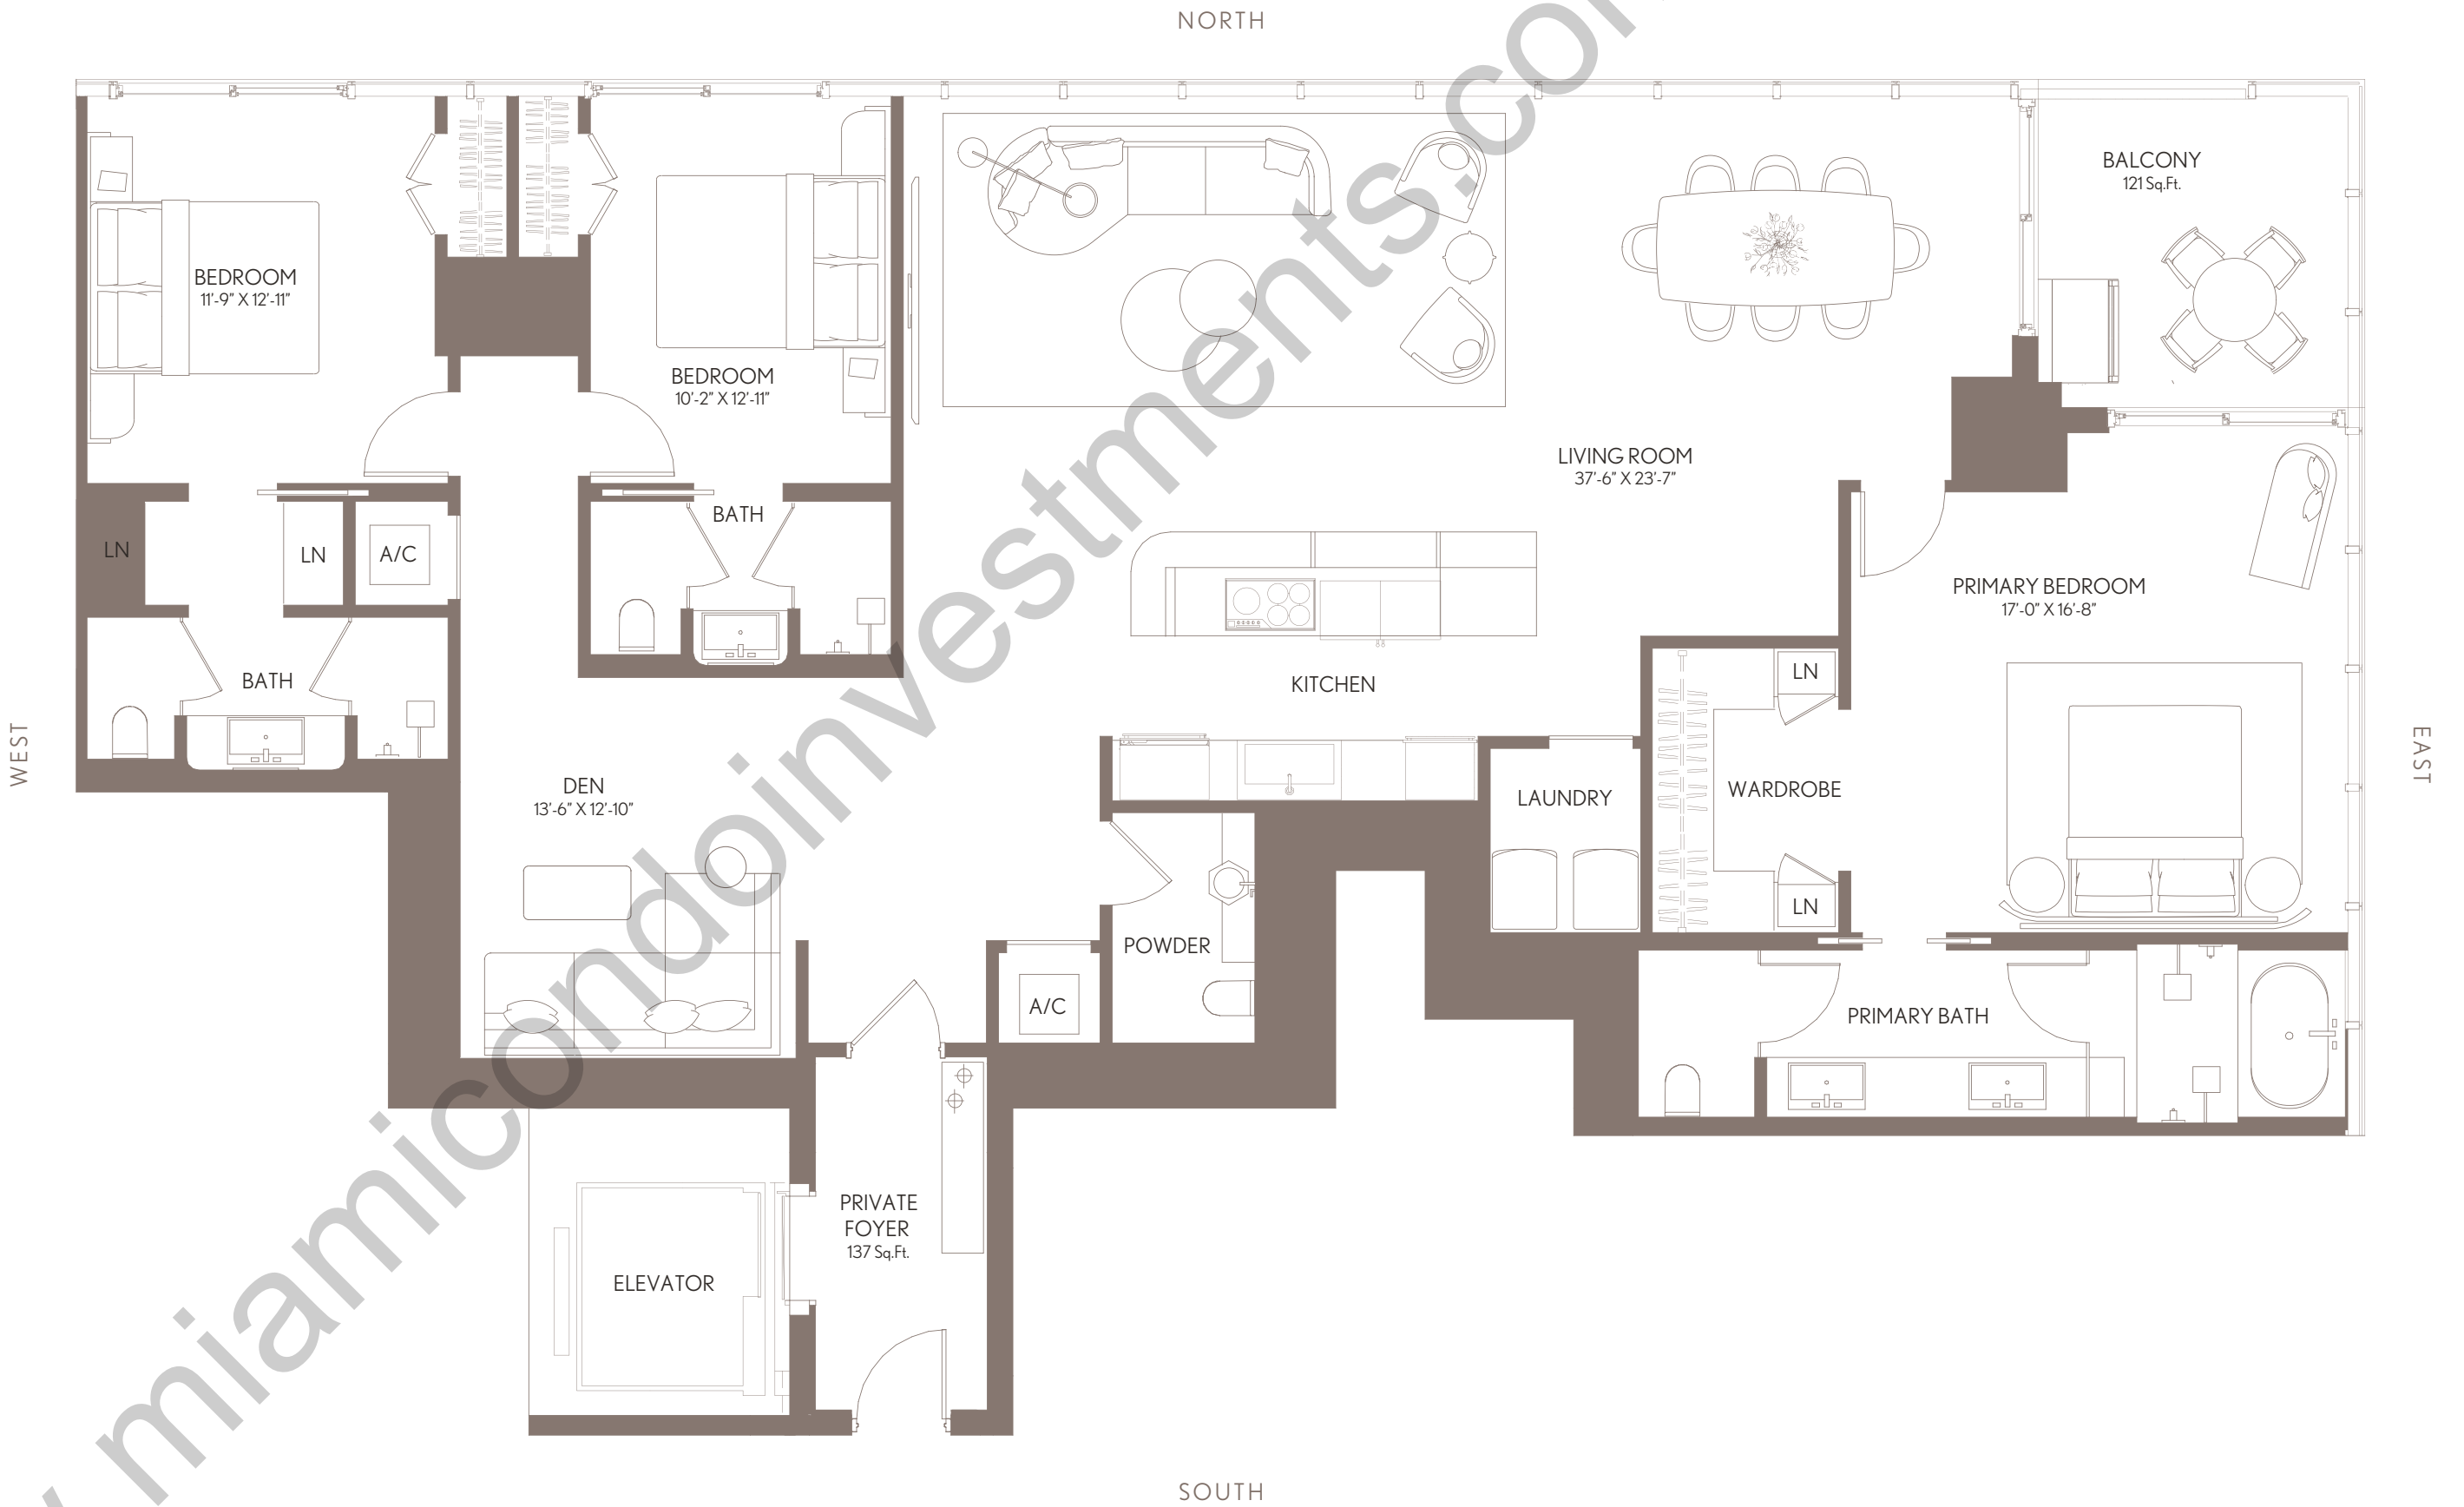 NORTH
BALCONY
121 Sq.Ft.
BEDROOM
11'-9" X 12'-11"
BEDROOM
10'-2" X 12'-11"
LIVING ROOM
37'-6" X 23'-7"
BATH
LN
LN
A/C
PRIMARY BEDROOM
17'-0" X 16'-8"
BATH
KITCHEN
LN
WEST
EAST
DEN
13'-6" X 12'-10"
LAUNDRY
WARDROBE
LN
POWDER
A/C
PRIMARY BATH
PRIVATE
FOYER
137 Sq.Ft.
ELEVATOR
SOUTH
miamicondoinvestments.com